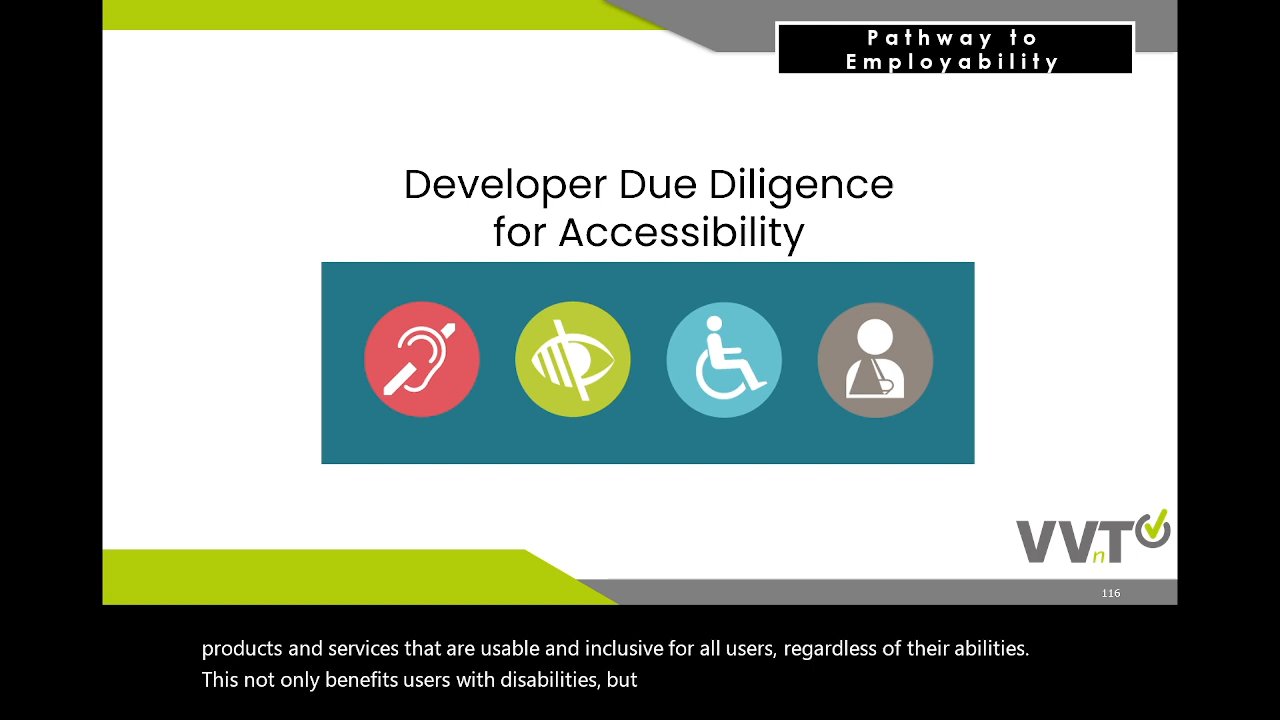 Pathway to
Employability
Developer Due Diligence
for Accessibility
VVnT
116
products and services that are usable and inclusive for all users, regardless of their abilities.
This not only benefits users with disabilities, but